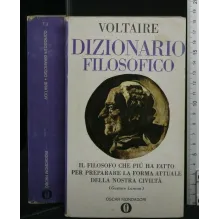 VOLTAIRE
DIZIONARIO
FILOSOFICO
IL FILOSOFO CHE PIÙ HA FATTO
PER PREPARARE LA FORMA ATTUALE
DELLA NOSTRA CIVILTÀ
(Gustave Lanson)
OSCAR MONDADORI